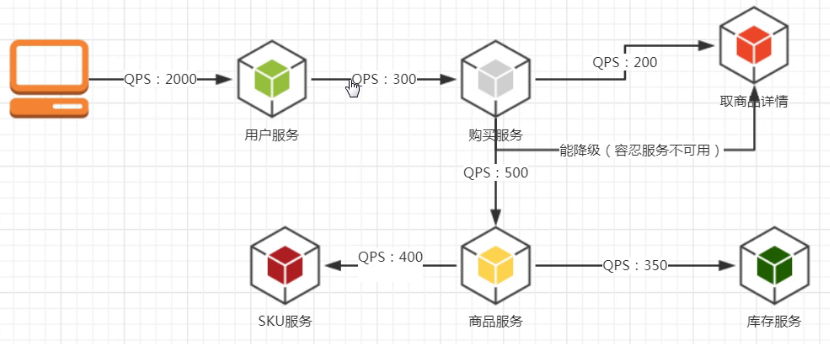 QPS：2000
QPS：300
QPS：200
用户服务
购买服务
取商品详情
能降级（容忍服务不可用）
QPS：500
QPS：400
QPS：350
SKU服务
商品服务
库存服务